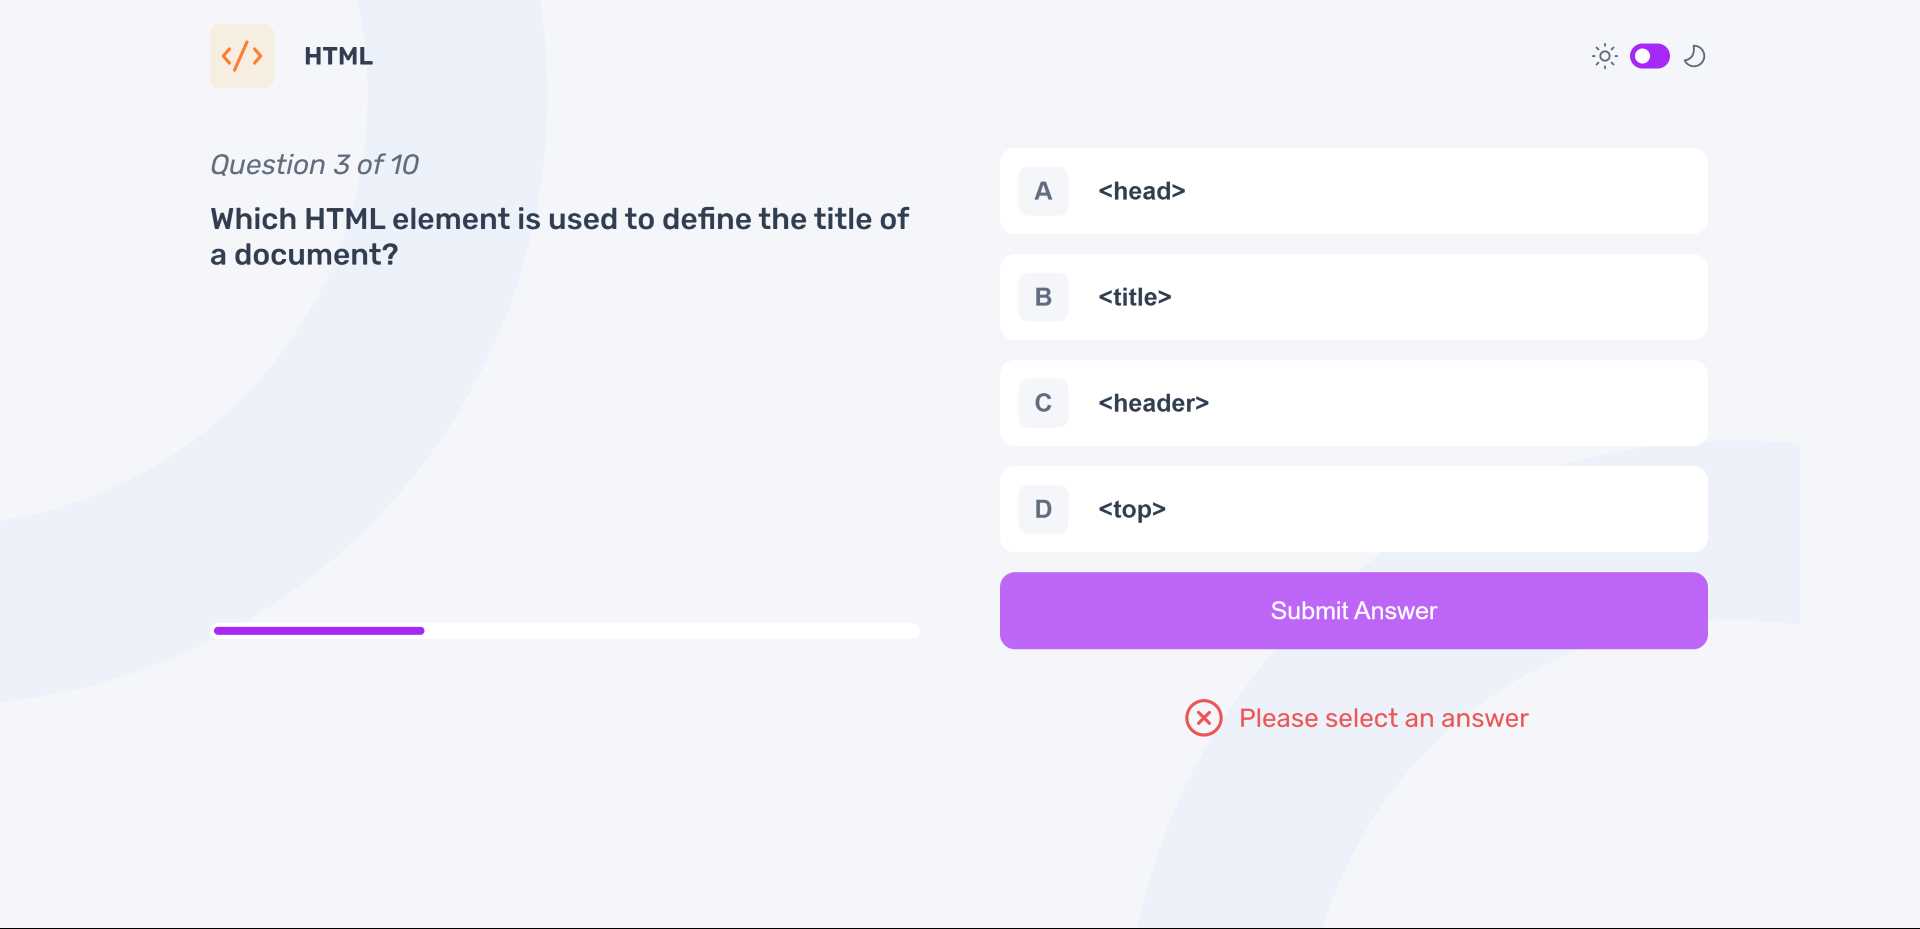 HTML
Question 3 of 10
Which HTML element is used to define the title of
a document?
A <head>
B <title>
C <header>
D <top>
Submit Answer
Please select an answer